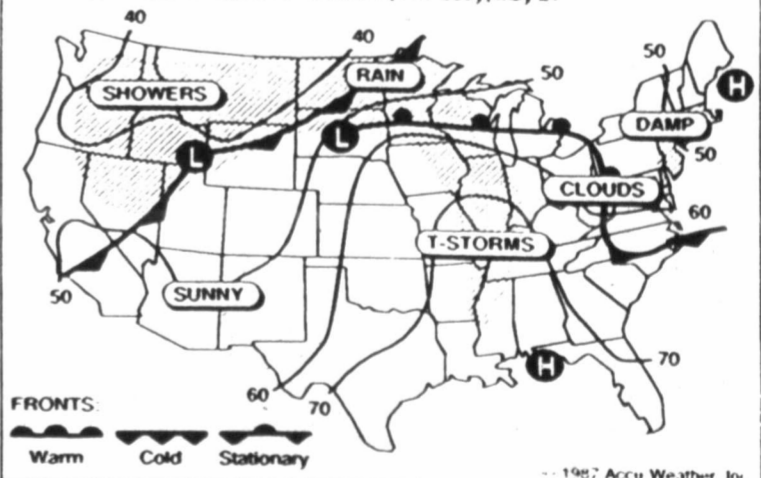 40
40
50
50
SHOWERS
RAIN
H
DAMP
L
L
50
CLOUDS
60
T-STORMS
50
SUNNY
H
70
60
70
FRONTS:
Warm
Cold
Stationary
1987 Accu Weather, Inc